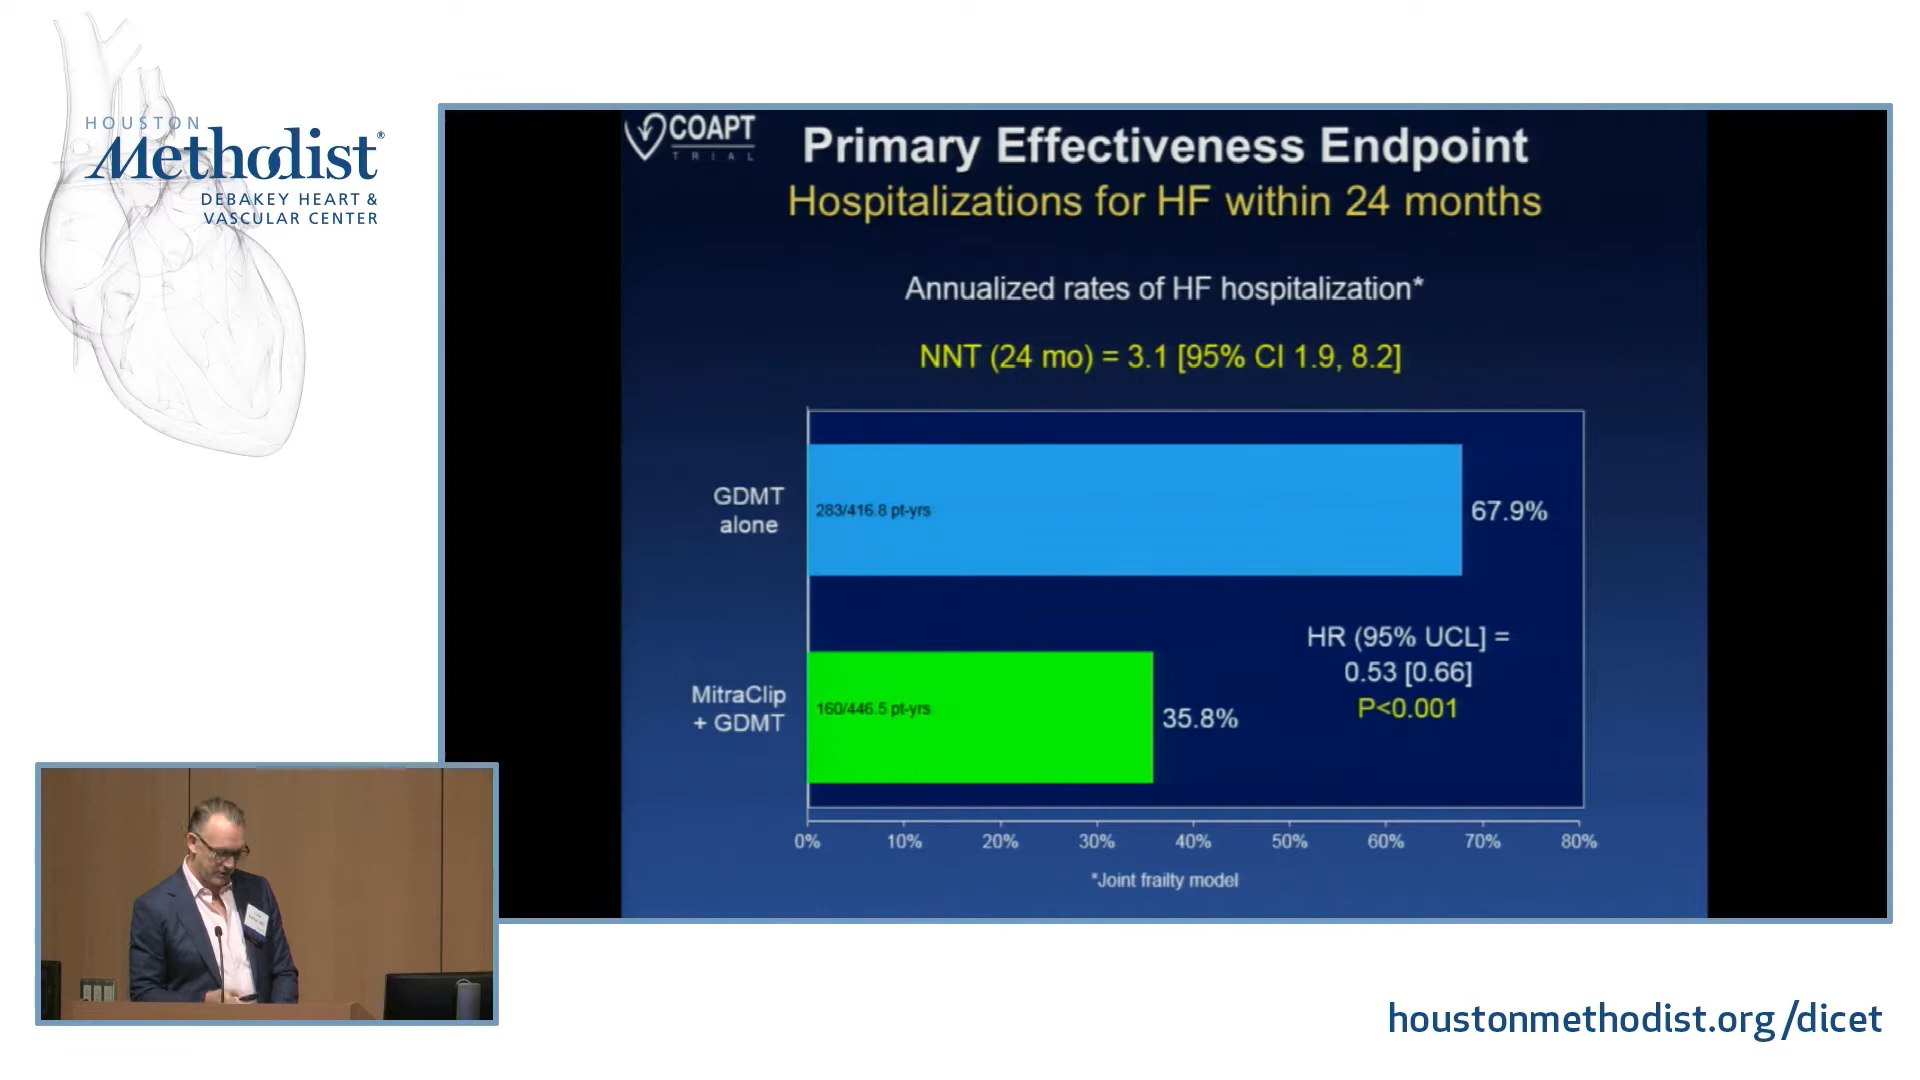 HOUSTON
Methodist®
DEBAKEY HEART &
VASCULAR CENTER
COAPT
TRIAL
Primary Effectiveness Endpoint
Hospitalizations for HF within 24 months
Annualized rates of HF hospitalization*
NNT (24 mo) = 3.1 [95% CI 1.9, 8.2]
GDMT
alone
283/416.8 pt-yrs
67.9%
MitraClip
+ GDMT
160/446.5 pt-yrs
35.8%
HR (95% UCL] =
0.53 [0.66]
P<0.001
0% 10% 20% 30% 40% 50% 60% 70% 80%
*Joint frailty model
houstonmethodist.org/dicet